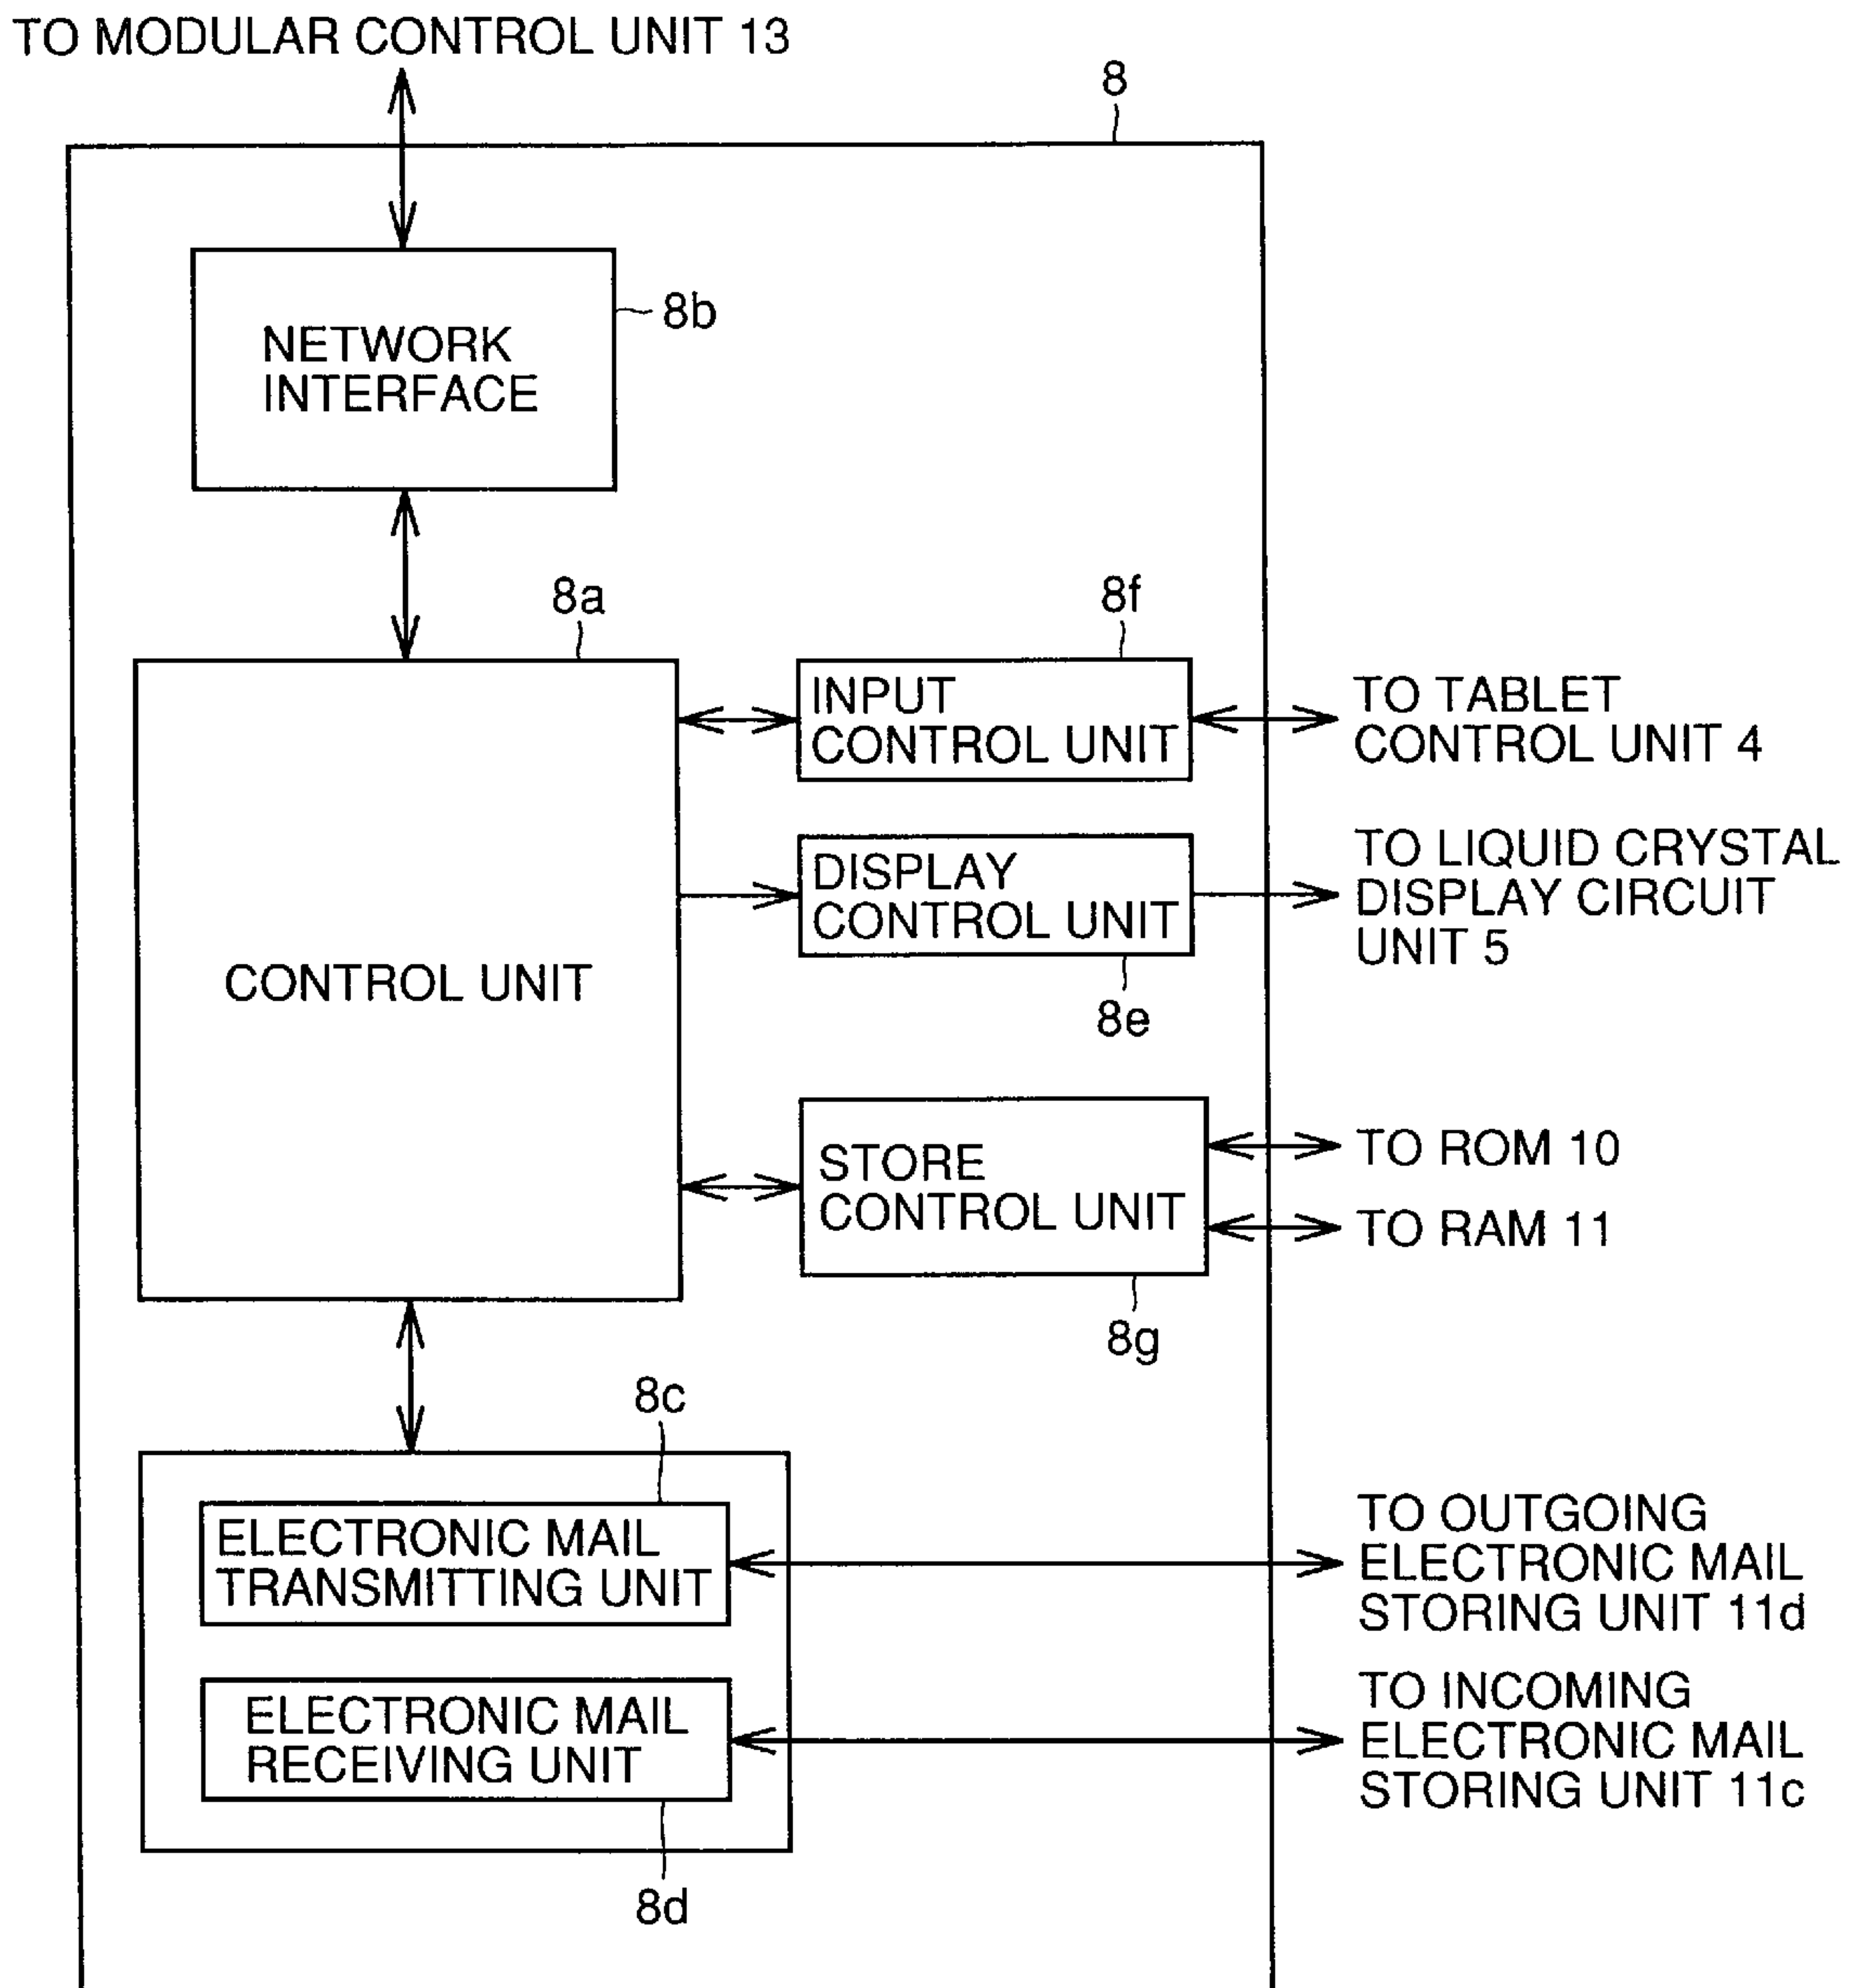 TO MODULAR CONTROL UNIT 13
8
NETWORK
INTERFACE
8b
8a
8f
CONTROL UNIT
INPUT
CONTROL UNIT
TO TABLET
CONTROL UNIT 4
DISPLAY
CONTROL UNIT
8e
TO LIQUID CRYSTAL
DISPLAY CIRCUIT
UNIT 5
STORE
CONTROL UNIT
8g
TO ROM 10
TO RAM 11
8c
ELECTRONIC MAIL
TRANSMITTING UNIT
TO OUTGOING
ELECTRONIC MAIL
STORING UNIT 11d
ELECTRONIC MAIL
RECEIVING UNIT
8d
TO INCOMING
ELECTRONIC MAIL
STORING UNIT 11c